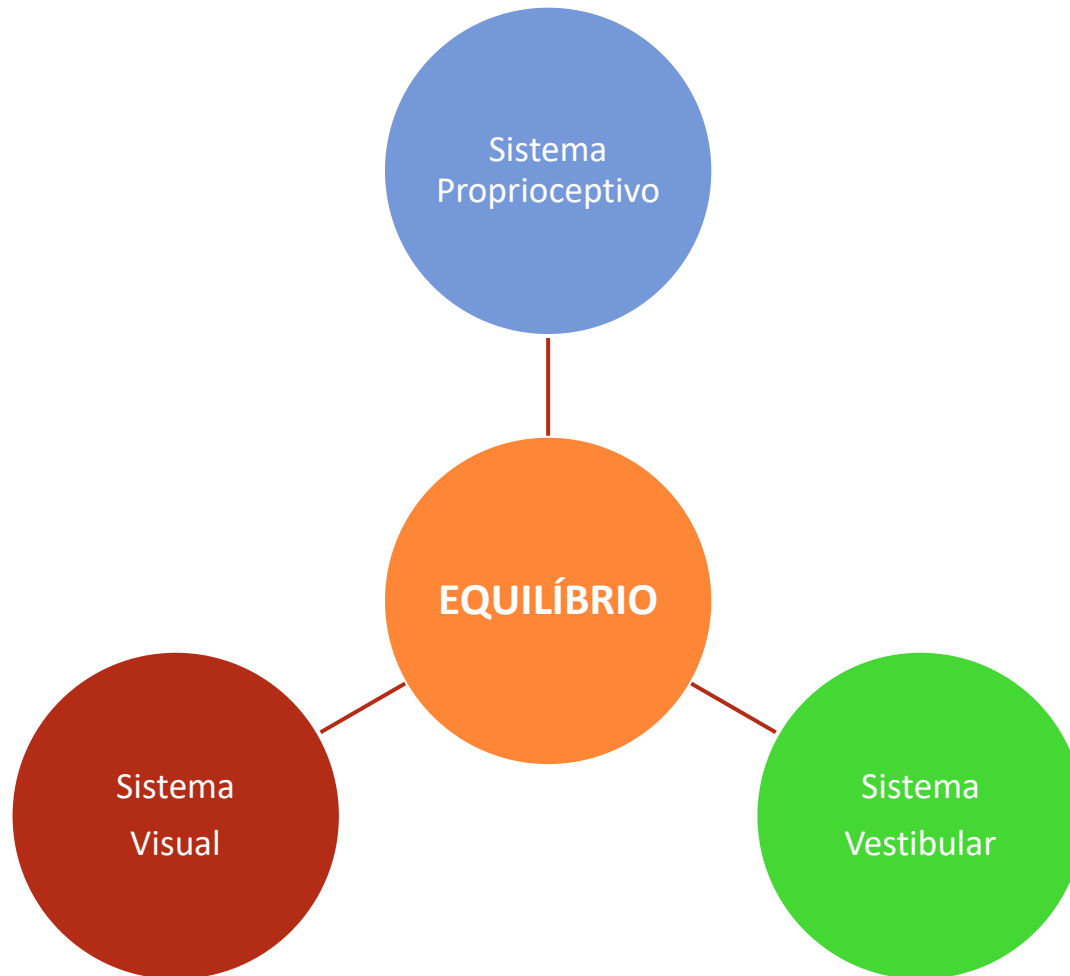 Sistema
Proprioceptivo
EQUILÍBRIO
Sistema
Visual
Sistema
Vestibular